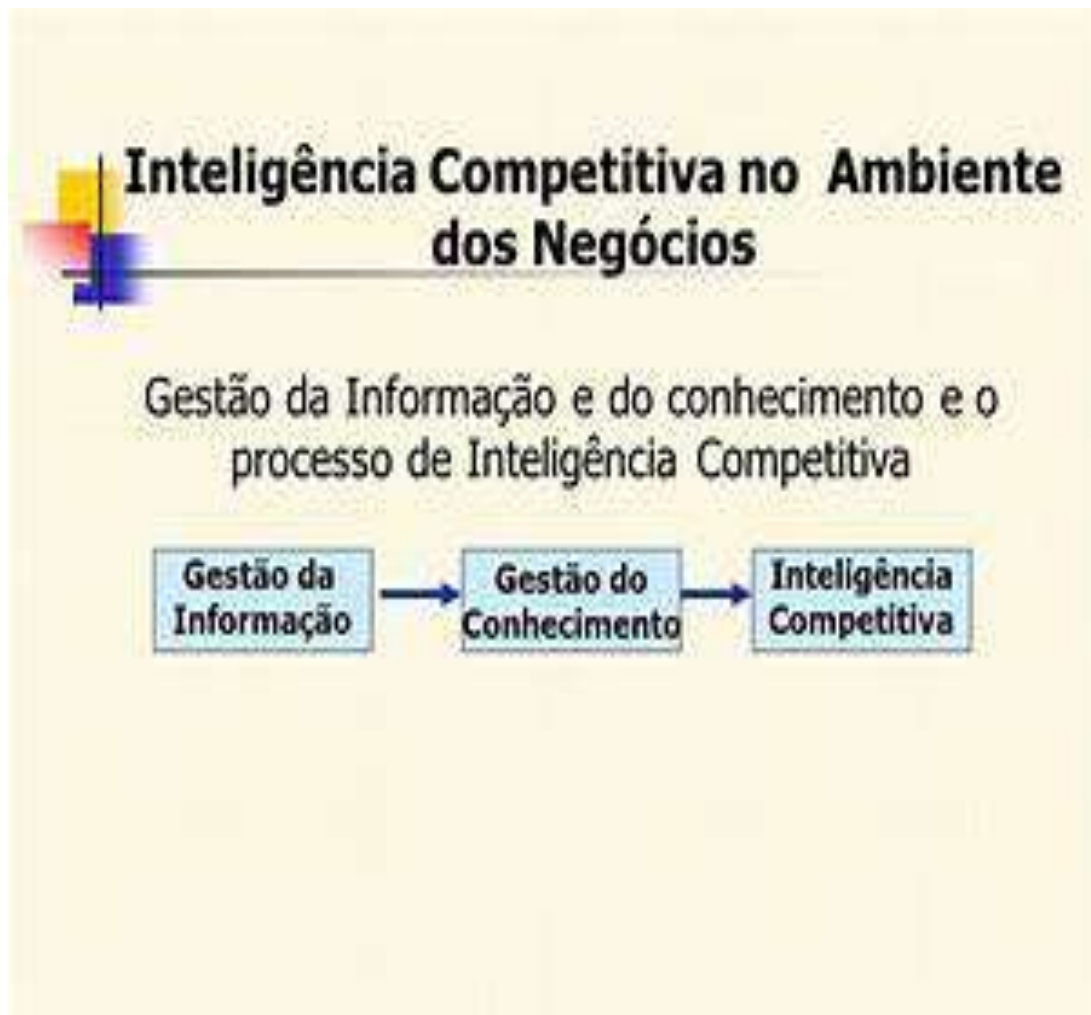 Inteligência Competitiva no Ambiente
dos Negócios
Gestão da Informação e do conhecimento e o
processo de Inteligência Competitiva
Gestão da
Informação
Gestão do
Conhecimento
Inteligência
Competitiva